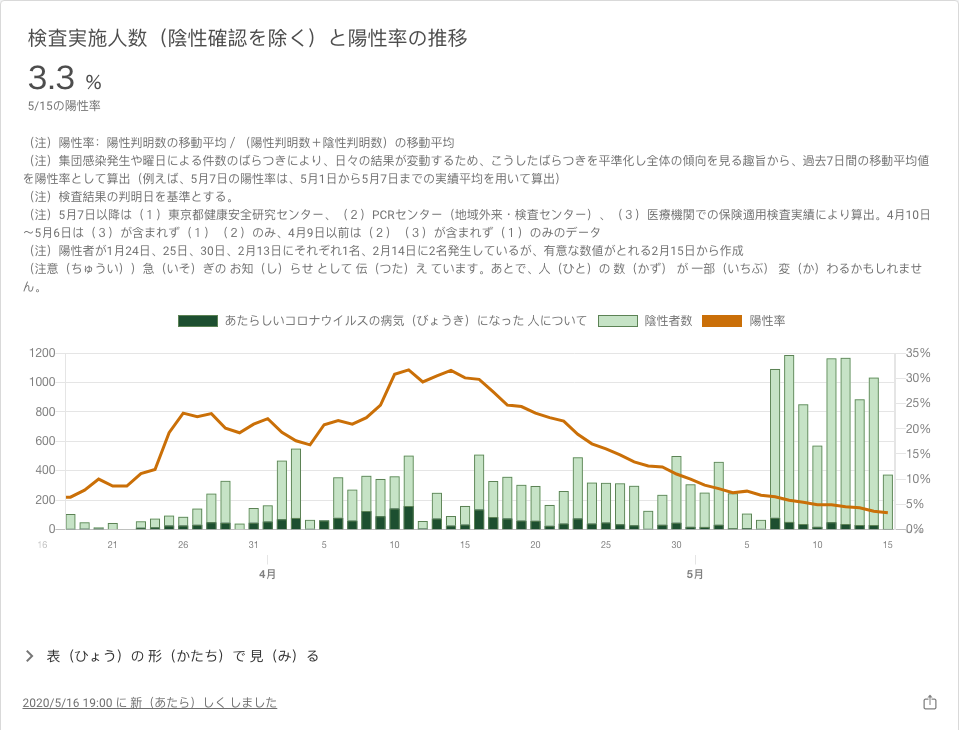 検査実施人数（陰性確認を除く）と陽性率の推移
3.3 %
5/15の陽性率
（注）陽性率：陽性判明数の移動平均 / （陽性判明数＋陰性判明数）の移動平均
（注）集団感染発生や曜日による件数のばらつきにより、日々の結果が変動するため、こうしたばらつきを平準化し全体の傾向を見る趣旨から、過去7日間の移動平均値
を陽性率として算出（例えば、5月7日の陽性率は、5月1日から5月7日までの実績平均を用いて算出）
（注）検査結果の判明日を基準とする。
（注）5月7日以降は（１）東京都健康安全研究センター、（２）PCRセンター（地域外来・検査センター）、（３）医療機関での保険適用検査実績により算出。4月10日
～5月6日は（３）が含まれず（１）（２）のみ、4月9日以前は（２）（３）が含まれず（１）のみのデータ
（注）陽性者が1月24日、25日、30日、2月13日にそれぞれ1名、2月14日に2名発生しているが、有意な数値がとれる2月15日から作成
（注意（ちゅうい））急（いそ）ぎの お知（し）らせ として 伝（つた）え ています。あとで、人（ひと）の 数（かず） が 一部（いちぶ） 変（か）わるかもしれませ
ん。
あたらしいコロナウイルスの病気（びょうき）になった 人について 陰性者数 陽性率
1200 35%
1000 30%
800 25%
600 20%
400 15%
200 10%
0 5%
0%
16 21 26 31 5 10 15 20 25 30 5 10 15
4月 5月
表（ひょう）の 形（かたち）で 見（み）る
2020/5/16 19:00 に 新（あたら）しく しました